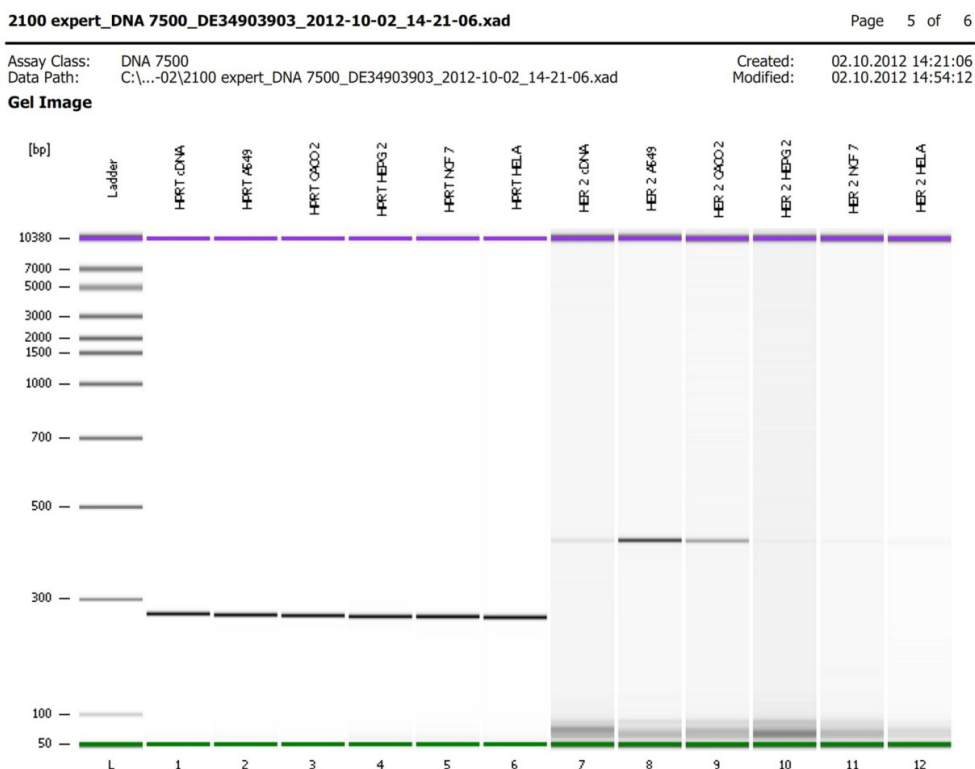 2100 expert_DNA 7500_DE34903903_2012-10-02_14-21-06.xad Page 5 of 6
Assay Class: DNA 7500 Created: 02.10.2012 14:21:06
Data Path: C:\...-02\2100 expert_DNA 7500_DE34903903_2012-10-02_14-21-06.xad Modified: 02.10.2012 14:54:12
Gel Image
[bp] Ladder HPRT cDNA HPRT A549 HPRT CACO 2 HPRT HEPG 2 HPRT NCF 7 HPRT HELA HER 2 cDNA HER 2 A549 HER 2 CACO 2 HER 2 HEPG 2 HER 2 NCF 7 HER 2 HELA
10380
7000
5000
3000
2000
1500
1000
700
500
300
100
50
L 1 2 3 4 5 6 7 8 9 10 11 12